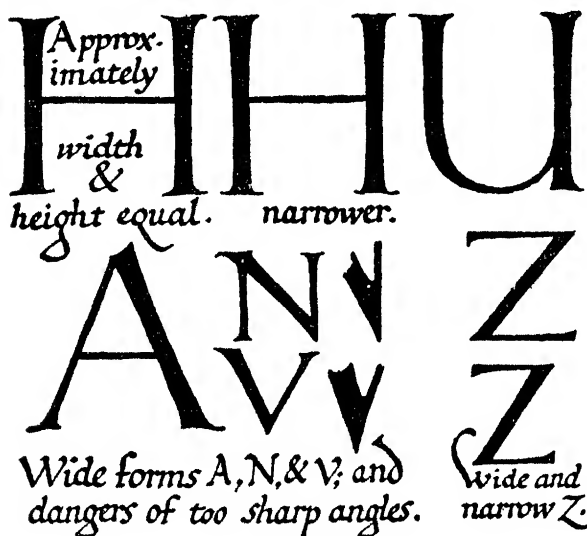 H H U
Approx-
imately
width
&
height equal. narrower.
A N N Z
V V Z
Wide forms A, N, & V; and
dangers of too sharp angles.
Wide and
narrow Z.